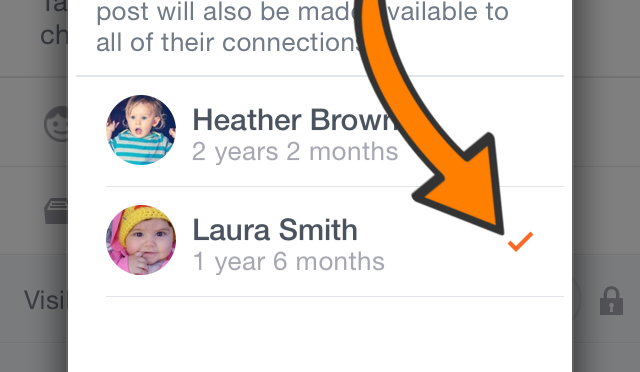 post will also be made available to
all of their connections
Heather Brown
2 years 2 months
Laura Smith
1 year 6 months